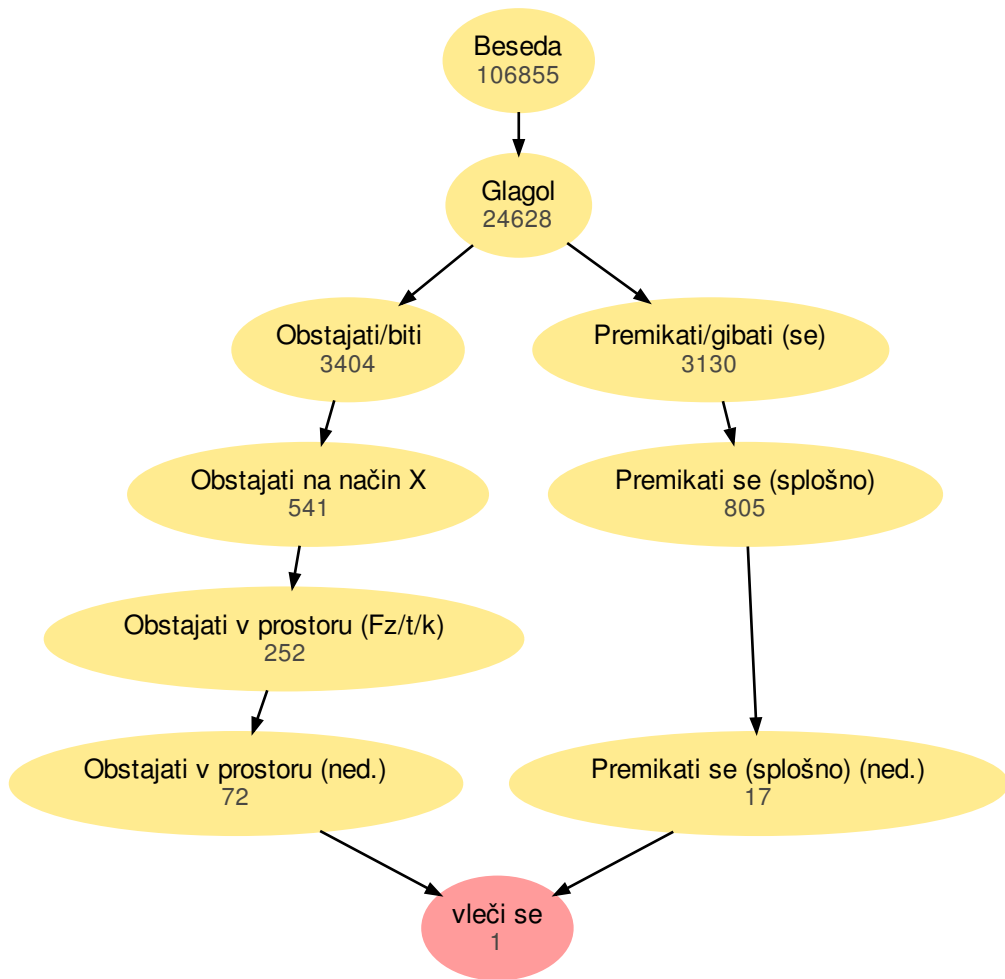 Beseda
106855
Glagol
24628
Obstajati/biti
3404
Premikati/gibati (se)
3130
Obstajati na način X
541
Premikati se (splošno)
805
Obstajati v prostoru (Fz/t/k)
252
Obstajati v prostoru (ned.)
72
Premikati se (splošno) (ned.)
17
vleči se
1